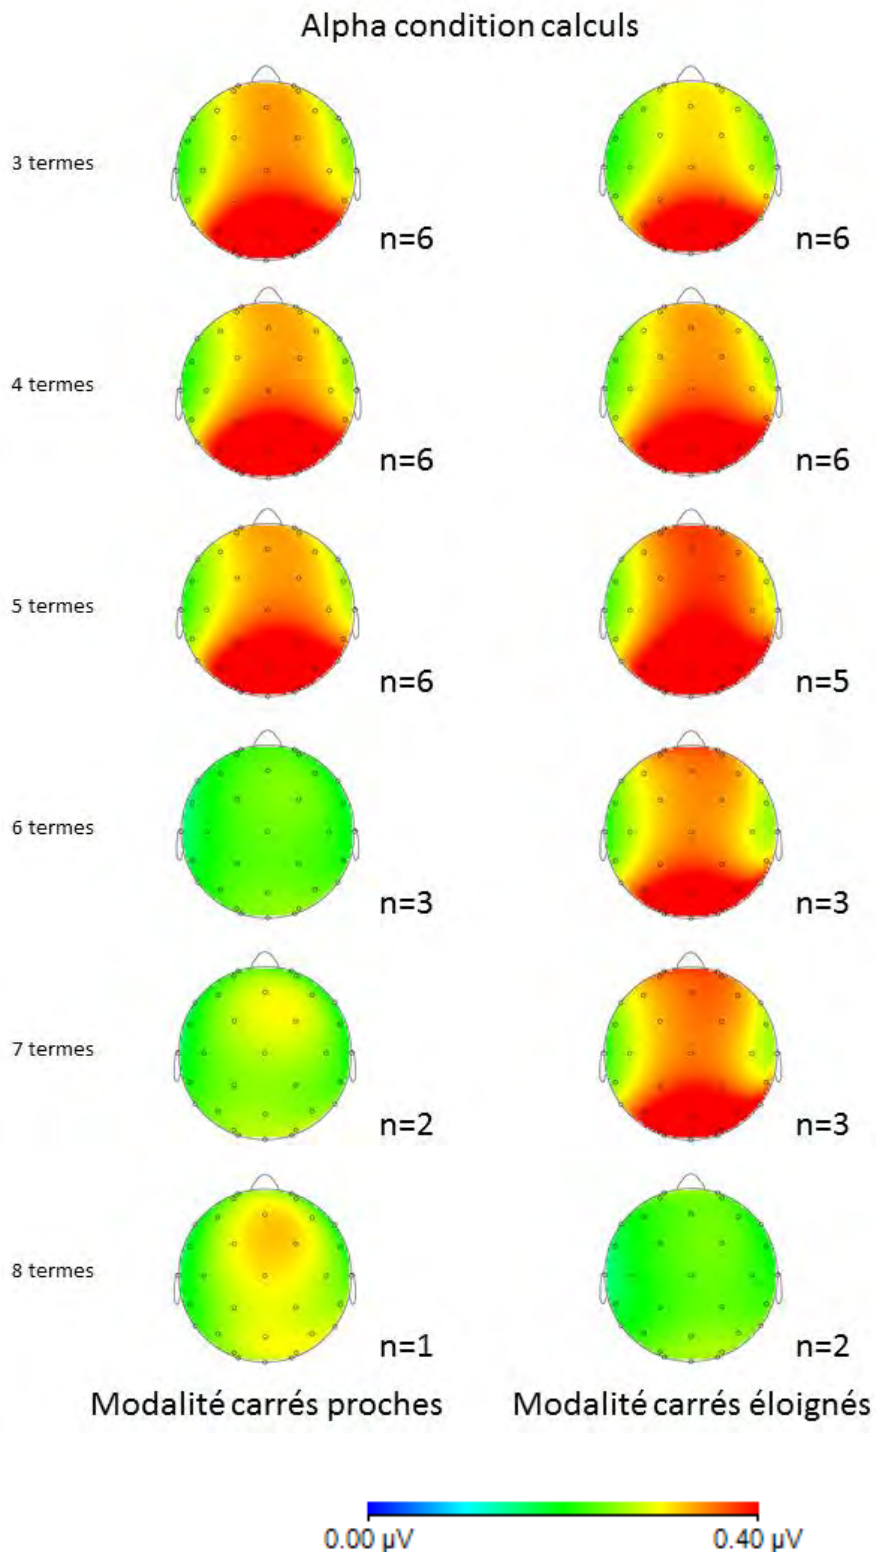 Alpha condition calculs
3 termes
n=6
n=6
4 termes
n=6
n=6
5 termes
n=6
n=5
6 termes
n=3
n=3
7 termes
n=2
n=3
8 termes
n=1
n=2
Modalité carrés proches
Modalité carrés éloignés
0.00 µV
0.40 µV